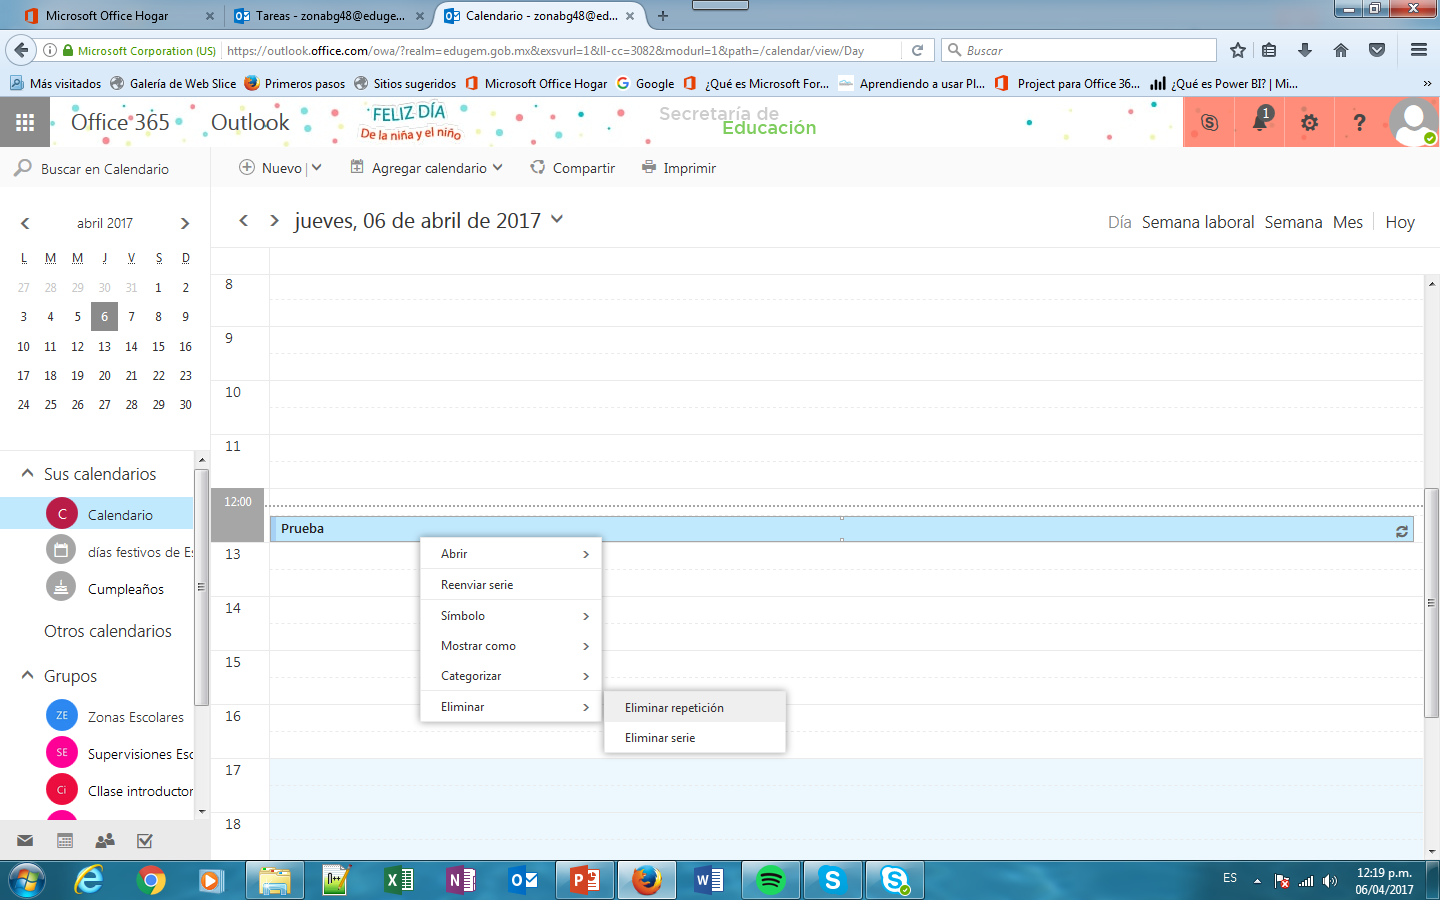 Microsoft Office Hogar
Tareas - zonabg48@eduge...
Calendario - zonabg48@ed...
Microsoft Corporation (US)
https://outlook.office.com/owa/?realm=edugem.gob.mx&exsvurl=1&ll-cc=3082&modurl=1&path=/calendar/view/Day
Buscar
Más visitados
Galería de Web Slice
Primeros pasos
Sitios sugeridos
Microsoft Office Hogar
Google
¿Qué es Microsoft For...
Aprendiendo a usar Pl...
Project para Office 36...
¿Qué es Power BI? | Mi...
Office 365
Outlook
FELIZ DÍA
De la niña y el niño
Secretaría de
Educación
1
?
Buscar en Calendario
Nuevo
Agregar calendario
Compartir
Imprimir
abril 2017
L M M J V S D
27 28 29 30 31 1 2
3 4 5 6 7 8 9
10 11 12 13 14 15 16
17 18 19 20 21 22 23
24 25 26 27 28 29 30
jueves, 06 de abril de 2017
Día Semana laboral Semana Mes Hoy
Sus calendarios
C Calendario
días festivos de Es
Cumpleaños
Otros calendarios
Grupos
ZE Zonas Escolares
SE Supervisiones Esc
Ci Cllase introductor
8
9
10
11
12:00
Prueba
13
14
15
16
17
18
Abrir
Reenviar serie
Símbolo
Mostrar como
Categorizar
Eliminar
Eliminar repetición
Eliminar serie
ES
12:19 p.m.
06/04/2017